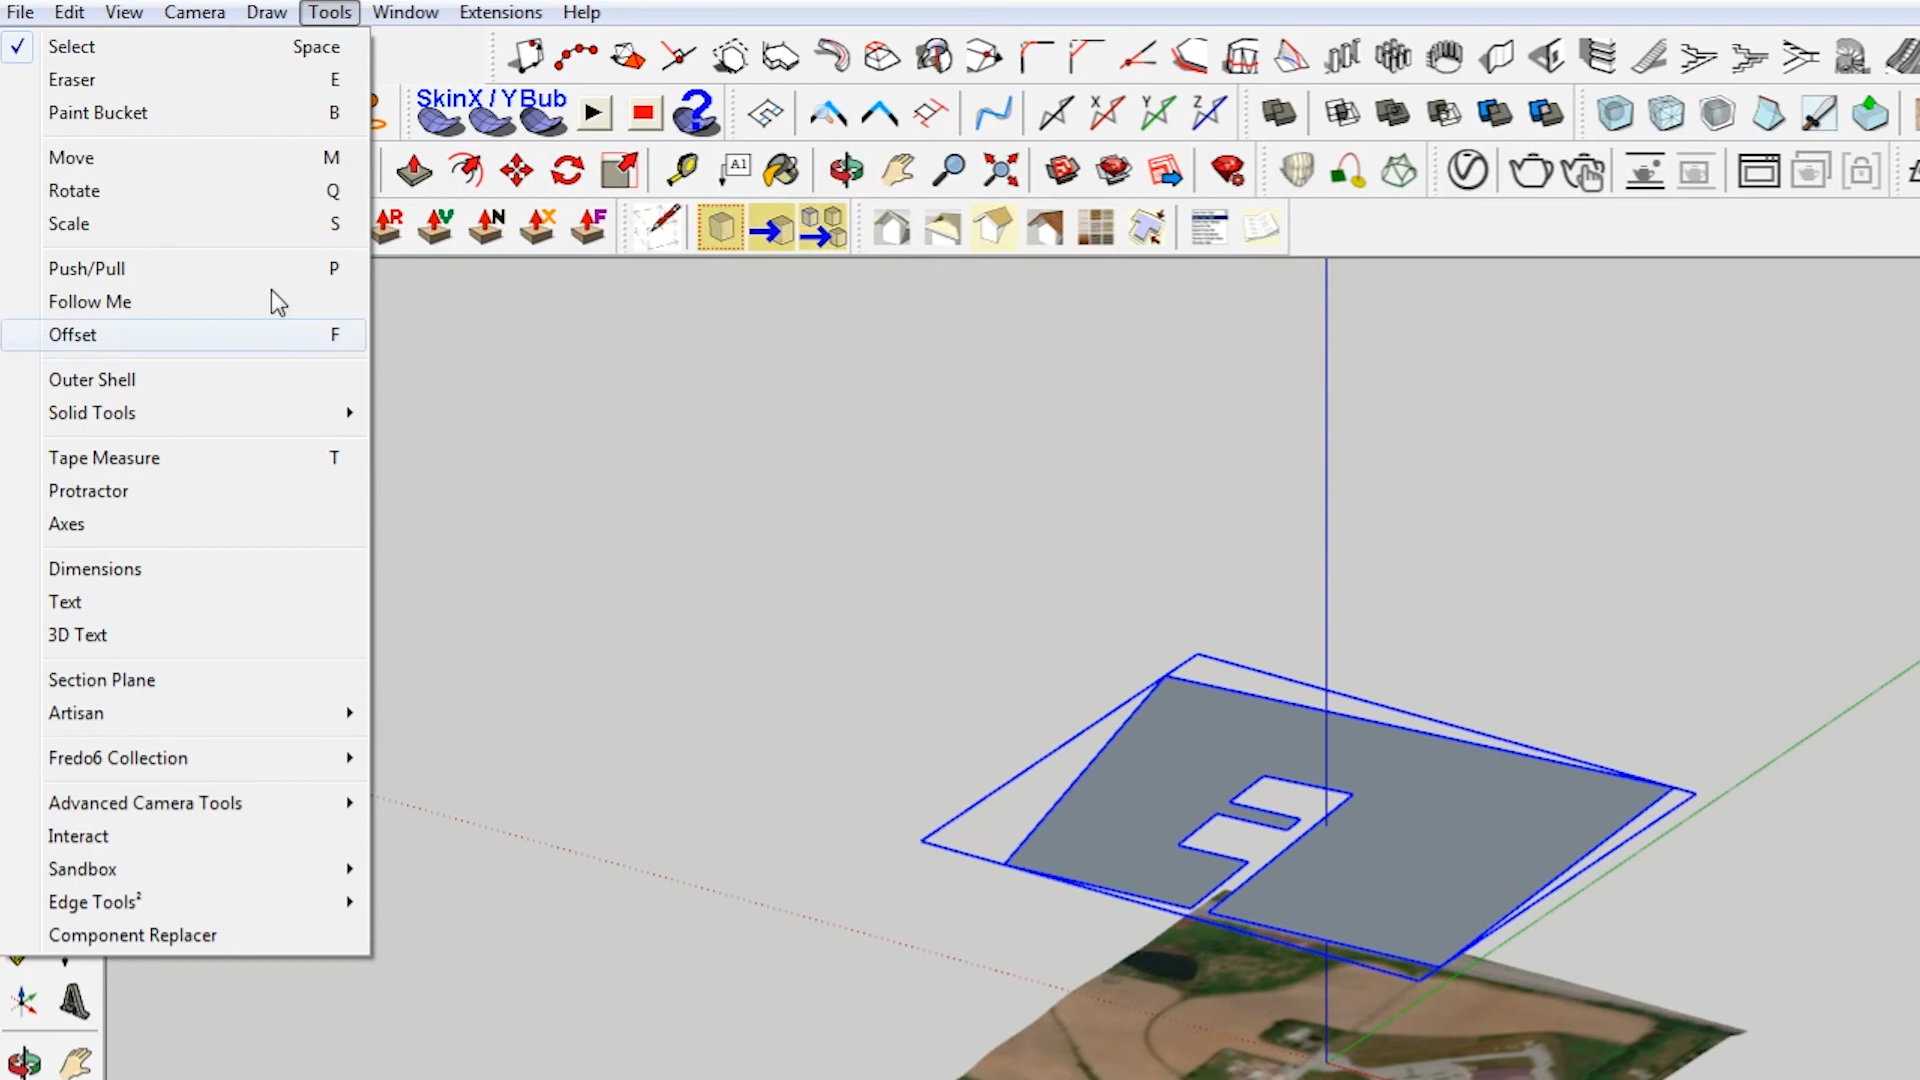 File Edit View Camera Draw Tools Window Extensions Help
Select Space
Eraser E
Paint Bucket B
Move M
Rotate Q
Scale S
Push/Pull P
Follow Me
Offset F
Outer Shell
Solid Tools
Tape Measure T
Protractor
Axes
Dimensions
Text
3D Text
Section Plane
Artisan
Fredo6 Collection
Advanced Camera Tools
Interact
Sandbox
Edge Tools²
Component Replacer
SkinX / YBub
X Y Z
A1
R V N X F